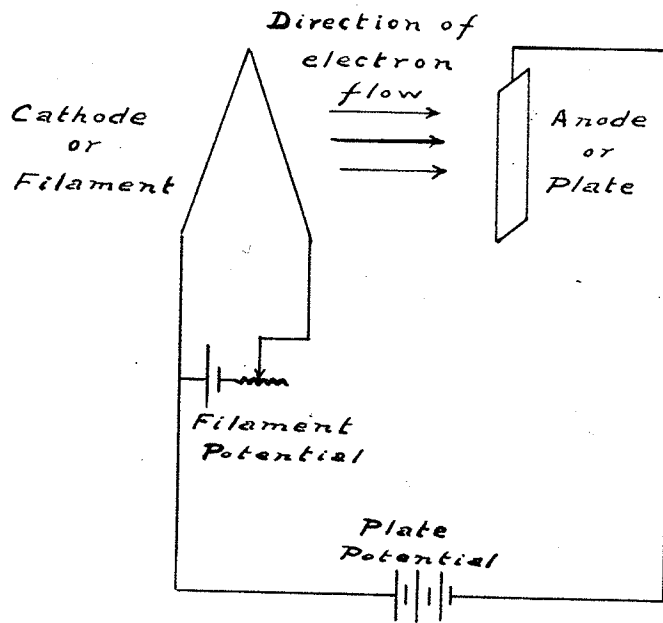 Direction of
electron
flow
Cathode
or
Filament
Anode
or
Plate
Filament
Potential
Plate
Potential